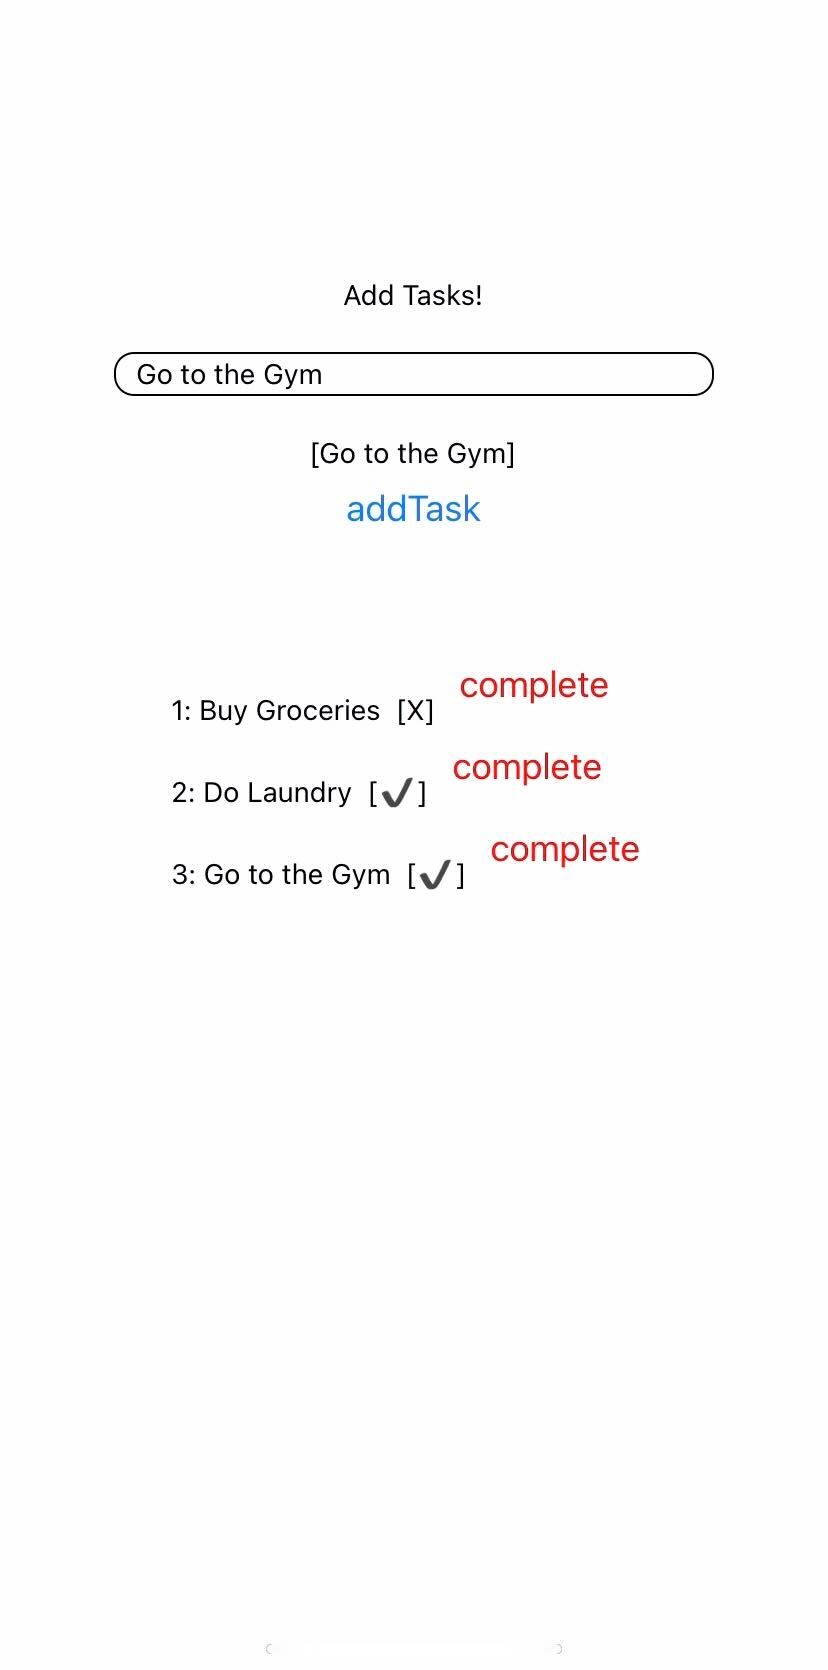 Add Tasks!
Go to the Gym
[Go to the Gym]
addTask
1: Buy Groceries [X] complete
2: Do Laundry [✔] complete
3: Go to the Gym [✔] complete